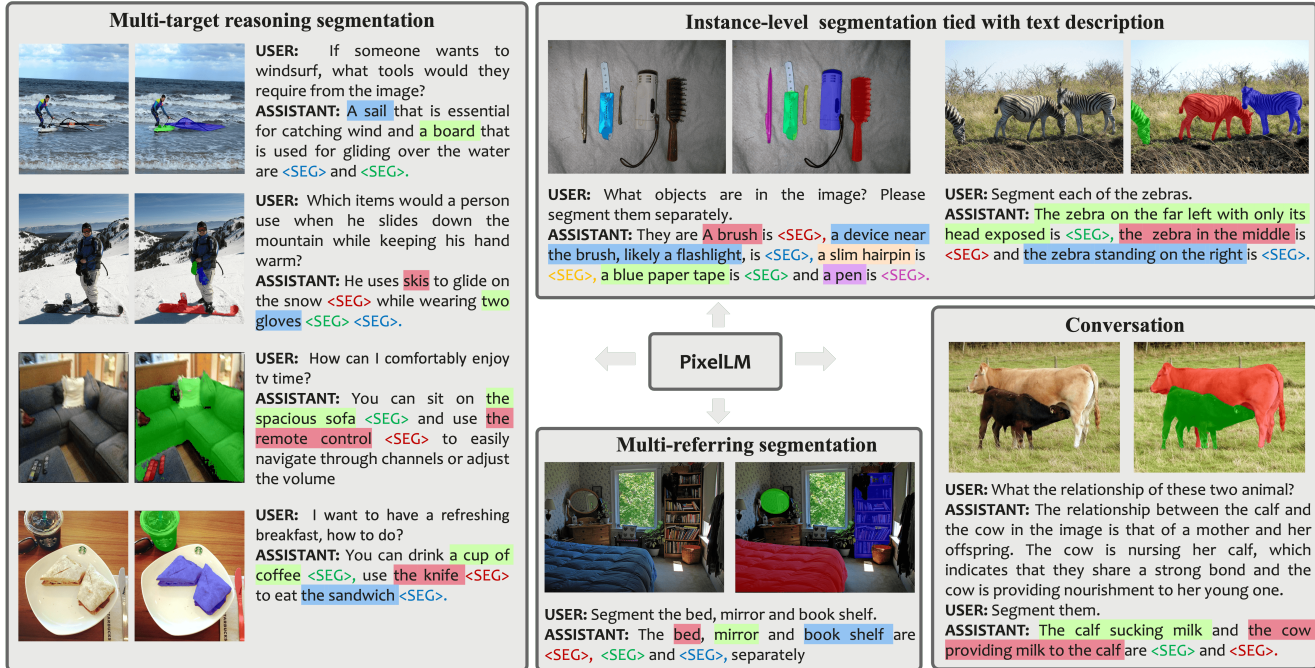 Multi-target reasoning segmentation
USER: If someone wants to
windsurf, what tools would they
require from the image?
ASSISTANT: A sail that is essential
for catching wind and a board that
is used for gliding over the water
are <SEG> and <SEG>.
USER: Which items would a person
use when he slides down the
mountain while keeping his hand
warm?
ASSISTANT: He uses skis to glide on
the snow <SEG> while wearing two
gloves <SEG> <SEG>.
USER: How can I comfortably enjoy
tv time?
ASSISTANT: You can sit on the
spacious sofa <SEG> and use the
remote control <SEG> to easily
navigate through channels or adjust
the volume
USER: I want to have a refreshing
breakfast, how to do?
ASSISTANT: You can drink a cup of
coffee <SEG>, use the knife <SEG>
to eat the sandwich <SEG>.
Instance-level segmentation tied with text description
USER: What objects are in the image? Please
segment them separately.
ASSISTANT: They are A brush is <SEG>, a device near
the brush, likely a flashlight, is <SEG>, a slim hairpin is
<SEG>, a blue paper tape is <SEG> and a pen is <SEG>.
USER: Segment each of the zebras.
ASSISTANT: The zebra on the far left with only its
head exposed is <SEG>, the zebra in the middle is
<SEG> and the zebra standing on the right is <SEG>.
PixelLM
Multi-referring segmentation
USER: Segment the bed, mirror and book shelf.
ASSISTANT: The bed, mirror and book shelf are
<SEG>, <SEG> and <SEG>, separately
Conversation
USER: What the relationship of these two animal?
ASSISTANT: The relationship between the calf and
the cow in the image is that of a mother and her
offspring. The cow is nursing her calf, which
indicates that they share a strong bond and the
cow is providing nourishment to her young one.
USER: Segment them.
ASSISTANT: The calf sucking milk and the cow
providing milk to the calf are <SEG> and <SEG>.